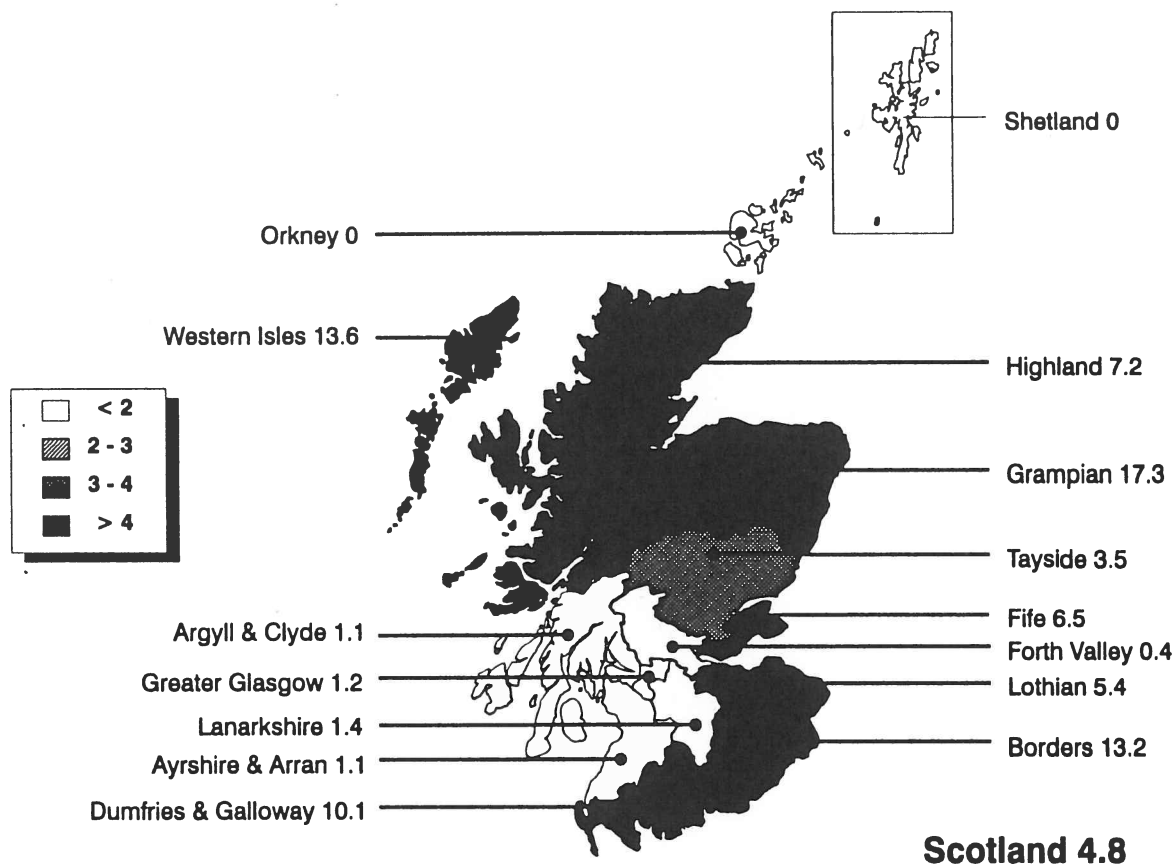 Shetland 0
Orkney 0
Western Isles 13.6
Highland 7.2
< 2
2 - 3
3 - 4
> 4
Grampian 17.3
Tayside 3.5
Fife 6.5
Argyll & Clyde 1.1
Forth Valley 0.4
Greater Glasgow 1.2
Lothian 5.4
Lanarkshire 1.4
Borders 13.2
Ayrshire & Arran 1.1
Dumfries & Galloway 10.1
Scotland 4.8